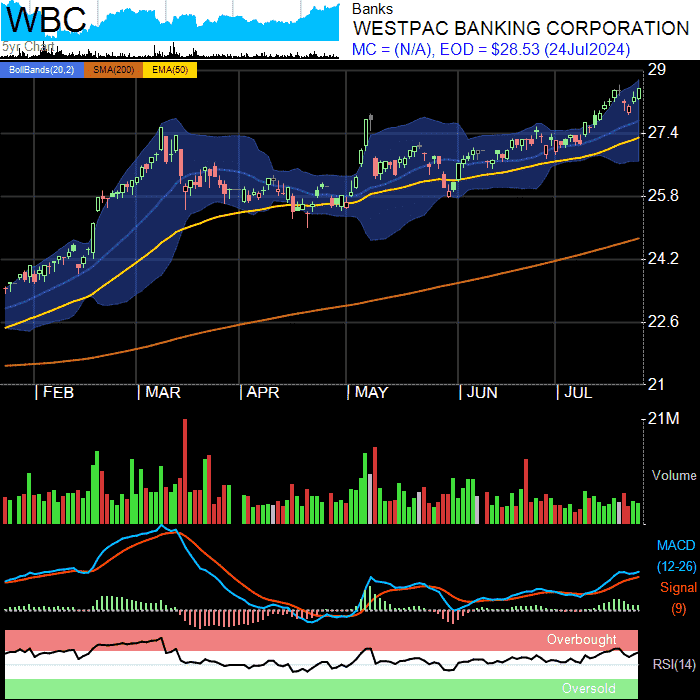 WBC
5yr Chart
Banks
WESTPAC BANKING CORPORATION
MC = (N/A), EOD = $28.53 (24Jul2024)
BollBands(20,2) SMA(200) EMA(50)
29
27.4
25.8
24.2
22.6
21
| FEB | MAR | APR | MAY | JUN | JUL
21M
Volume
MACD
(12-26)
Signal
(9)
Overbought
RSI(14)
Oversold